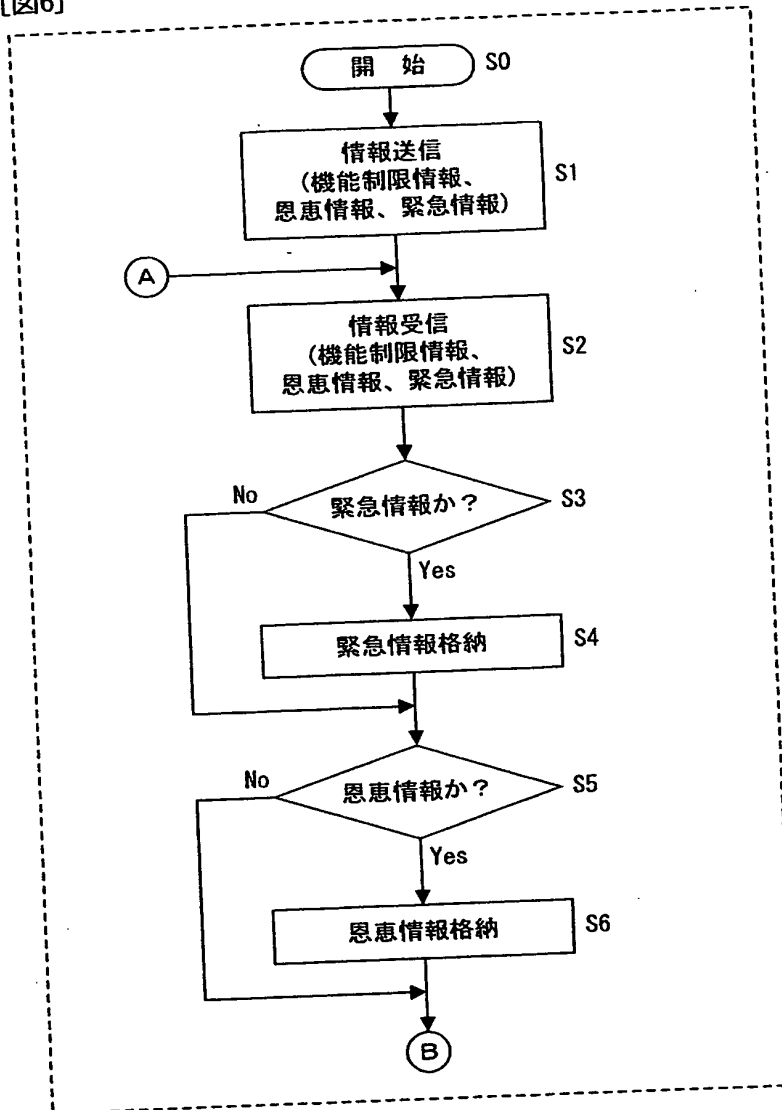 [図6]
開 始 S0
情報送信
(機能制限情報、
恩恵情報、緊急情報) S1
A
情報受信
(機能制限情報、
恩恵情報、緊急情報) S2
No
緊急情報か? S3
Yes
緊急情報格納 S4
No
恩恵情報か? S5
Yes
恩恵情報格納 S6
B